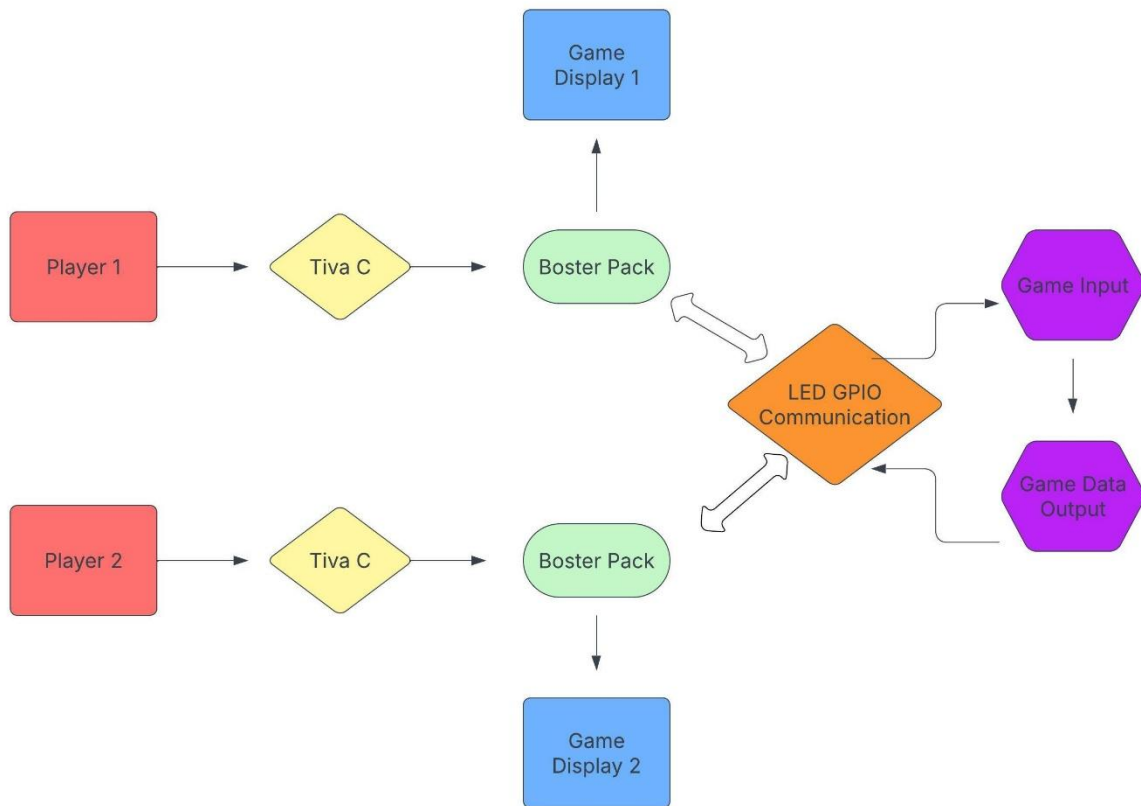 Game
Display 1
Player 1
Tiva C
Boster Pack
Game Input
LED GPIO
Communication
Game Data
Output
Player 2
Tiva C
Boster Pack
Game
Display 2